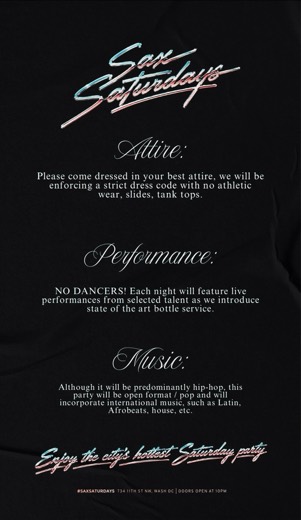 Sax
Saturdays
Attire:
Please come dressed in your best attire, we will be
enforcing a strict dress code with no athletic
wear, slides, tank tops.
Performance:
NO DANCERS! Each night will feature live
performances from selected talent as we introduce
state of the art bottle service.
Music:
Although it will be predominantly hip-hop, this
party will be open format / pop and will
incorporate international music, such as Latin,
Afrobeats, house, etc.
Enjoy the city's hottest Saturday party
#SAXSATURDAYS 734 11TH ST NW, WASH DC | DOORS OPEN AT 10PM